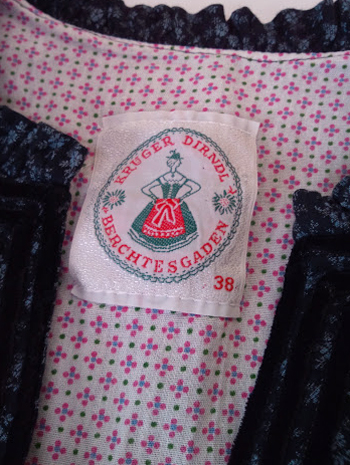 KRÜGER DIRNDL
BERCHTESGADEN
38